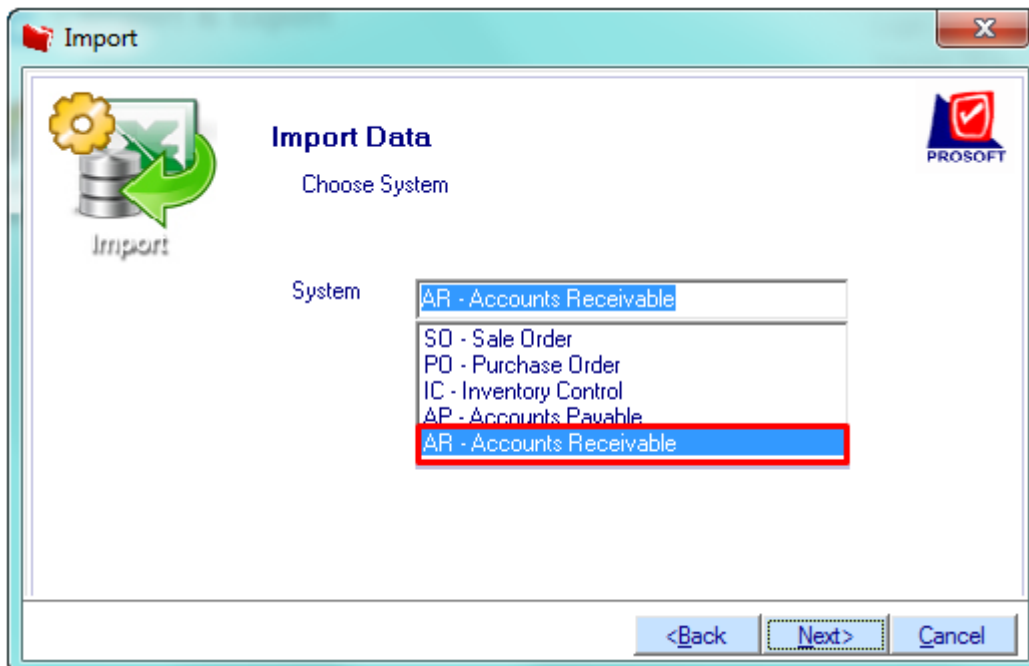 Import
Import Data
Choose System
PROSOFT
Import
System
AR - Accounts Receivable
SO - Sale Order
PO - Purchase Order
IC - Inventory Control
AP - Accounts Payable
AR - Accounts Receivable
<Back
Next>
Cancel